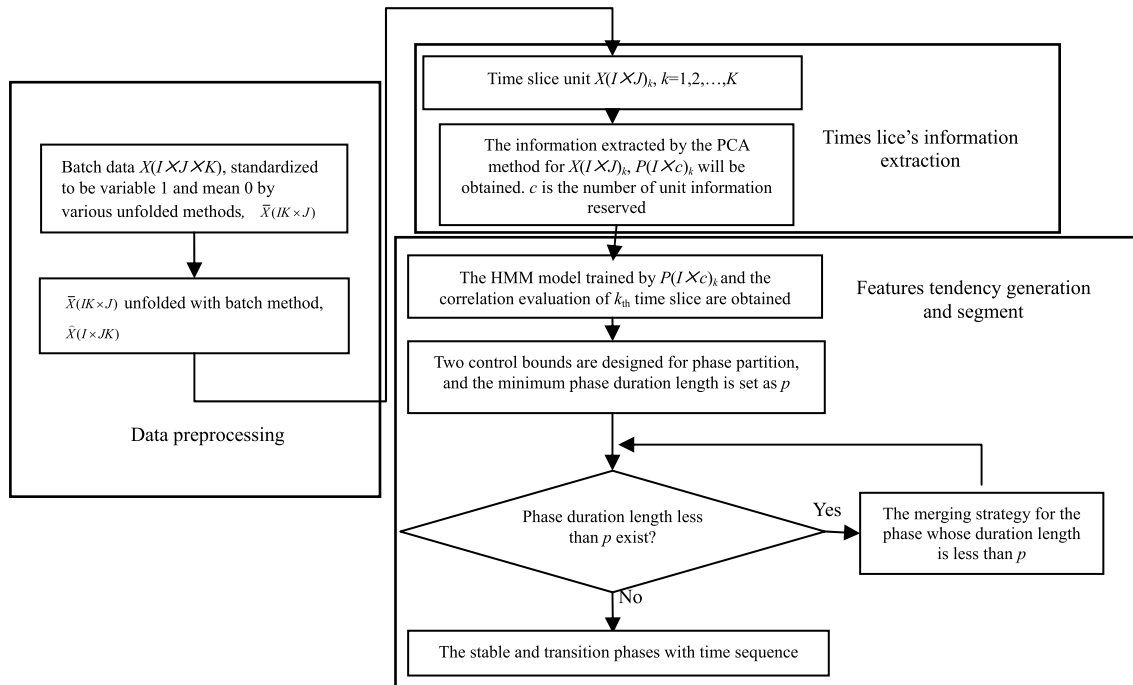 Batch data X(I×J×K), standardized
to be variable 1 and mean 0 by
various unfolded methods, X̄(IK×J)
X̄(IK×J) unfolded with batch method,
X̄(I×JK)
Data preprocessing
Time slice unit X(I×J)k, k=1,2,…,K
The information extracted by the PCA
method for X(I×J)k, P(I×c)k will be
obtained. c is the number of unit information
reserved
Times lice’s information
extraction
The HMM model trained by P(I×c)k and the
correlation evaluation of kth time slice are obtained
Features tendency generation
and segment
Two control bounds are designed for phase partition,
and the minimum phase duration length is set as p
Phase duration length less
than p exist?
Yes
The merging strategy for the
phase whose duration length
is less than p
No
The stable and transition phases with time sequence